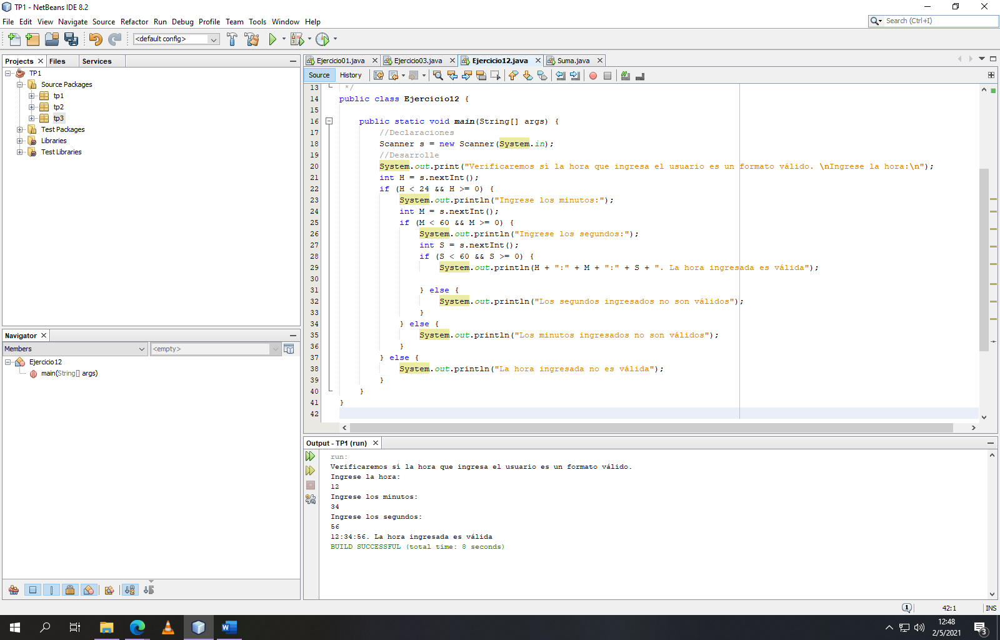 TP1 - NetBeans IDE 8.2
File Edit View Navigate Source Refactor Run Debug Profile Team Tools Window Help
Search (Ctrl+I)
<default config>
Projects Files Services
TP1
Source Packages
tp1
tp2
tp3
Test Packages
Libraries
Test Libraries
Navigator
Members <empty>
Ejercicio12
main(String[] args)
Ejercicio01.java Ejercicio03.java Ejercicio12.java Suma.java
Source History
13 */
14 public class Ejercicio12 {
15
16 public static void main(String[] args) {
17 //Declaraciones
18 Scanner s = new Scanner(System.in);
19 //Desarrolle
20 System.out.print("Verificaremos sí la hora que ingresa el usuario es un formato válido. \nIngrese la hora:\n");
21 int H = s.nextInt();
22 if (H < 24 && H >= 0) {
23 System.out.println("Ingrese los minutos:");
24 int M = s.nextInt();
25 if (M < 60 && M >= 0) {
26 System.out.println("Ingrese los segundos:");
27 int S = s.nextInt();
28 if (S < 60 && S >= 0) {
29 System.out.println(H + ":" + M + ":" + S + ". La hora ingresada es válida");
30
31 } else {
32 System.out.println("Los segundos ingresados no son válidos");
33 }
34 } else {
35 System.out.println("Los minutos ingresados no son válidos");
36 }
37 } else {
38 System.out.println("La hora ingresada no es válida");
39 }
40 }
41 }
42
Output - TP1 (run)
run:
Verificaremos sí la hora que ingresa el usuario es un formato válido.
Ingrese la hora:
12
Ingrese los minutos:
34
Ingrese los segundos:
56
12:34:56. La hora ingresada es válida
BUILD SUCCESSFUL (total time: 8 seconds)
1 42:1 INS
12:48
2/5/2021
3